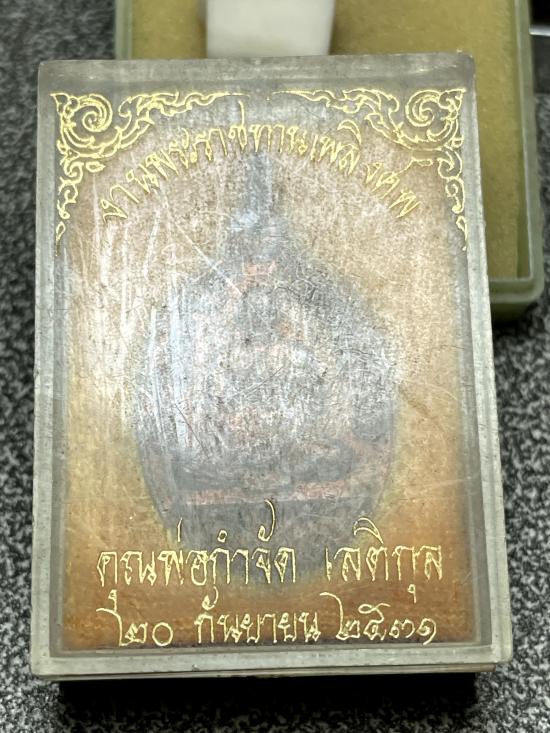 งานพระราชทานเพลิงศพ
คุณพ่อกำจัด เลติกุล
๒๐ กันยายน ๒๕๓๑